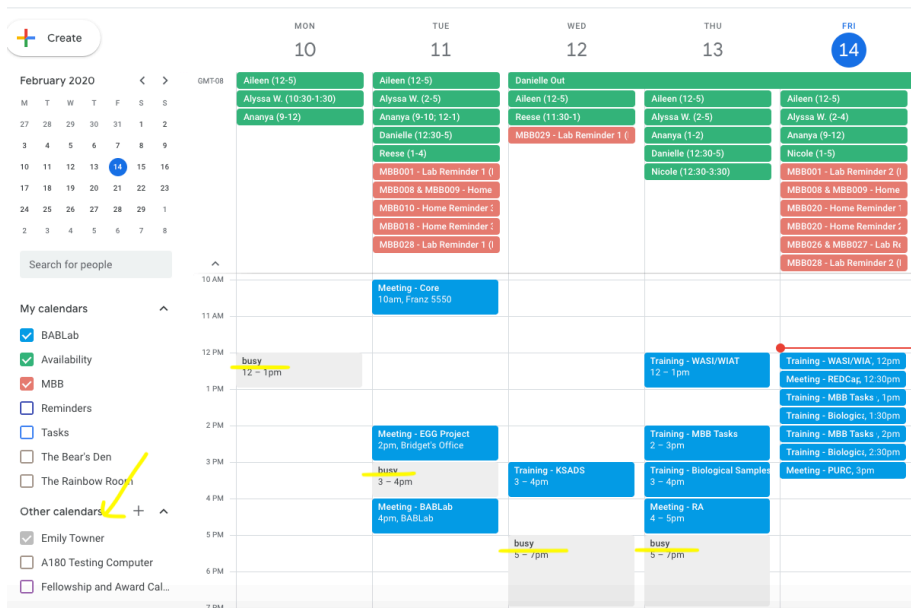 Create
MON
TUE
WED
THU
FRI
10
11
12
13
14
February 2020
GMT-08
Aileen (12-5)
Aileen (12-5)
Danielle Out
M T W T F S S
Alyssa W. (10:30-1:30)
Alyssa W. (2-5)
Aileen (12-5)
Aileen (12-5)
Aileen (12-5)
27 28 29 30 31 1 2
Ananya (9-12)
Ananya (9-10; 12-1)
Reese (11:30-1)
Alyssa W. (2-5)
Alyssa W. (2-4)
3 4 5 6 7 8 9
Danielle (12:30-5)
MBB029 - Lab Reminder 1 (
Ananya (1-2)
Ananya (9-12)
10 11 12 13 14 15 16
Reese (1-4)
Danielle (12:30-5)
Nicole (1-5)
17 18 19 20 21 22 23
MBB001 - Lab Reminder 1 (
Nicole (12:30-3:30)
MBB001 - Lab Reminder 2 (
24 25 26 27 28 29 1
MBB008 & MBB009 - Home
MBB008 & MBB009 - Home
2 3 4 5 6 7 8
MBB010 - Home Reminder
MBB020 - Home Reminder
MBB018 - Home Reminder
MBB020 - Home Reminder
MBB028 - Lab Reminder 1 (
MBB026 & MBB027 - Lab Re
MBB028 - Lab Reminder 2 (
Search for people
10 AM
Meeting - Core
10am, Franz 5550
My calendars
11 AM
BABLab
Availability
MBB
Reminders
Tasks
The Bear's Den
The Rainbow Room
12 PM
busy
12 – 1pm
Training - WASI/WIAT
12 – 1pm
Training - WASI/WIAT, 12pm
Meeting - REDCap, 12:30pm
1 PM
Training - MBB Tasks, 1pm
Training - Biologic, 1:30pm
2 PM
Meeting - EGG Project
2pm, Bridget's Office
Training - MBB Tasks
2 – 3pm
Training - MBB Tasks, 2pm
Training - Biologic, 2:30pm
3 PM
busy
3 – 4pm
Training - KSADS
3 – 4pm
Training - Biological Samples
3 – 4pm
Meeting - PURC, 3pm
4 PM
Meeting - BABLab
4pm, BABLab
Meeting - RA
4 – 5pm
Other calendars
Emily Towner
A180 Testing Computer
Fellowship and Award Cal...
5 PM
busy
5 – 7pm
busy
5 – 7pm
6 PM
7 PM